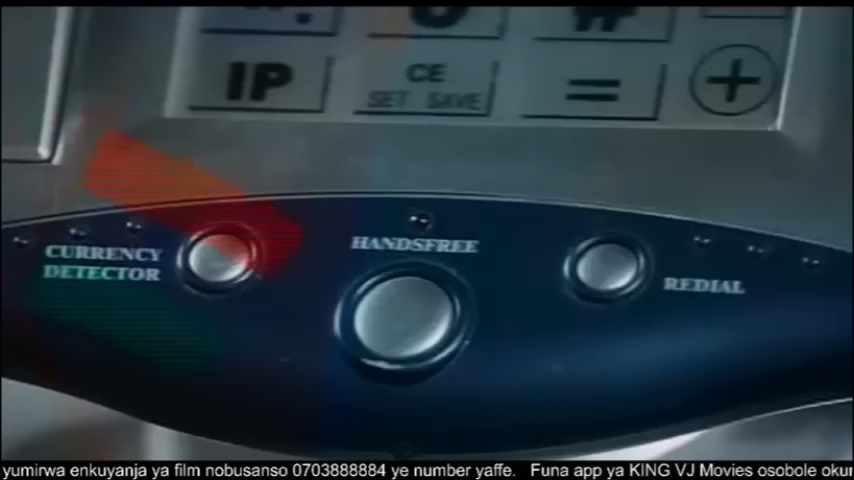 #
IP
CE
SET SAVE
=
+
CURRENCY
DETECTOR
HANDSFREE
REDIAL
yumirwa enkuyanja ya film nobusanso 0703888884 ye number yaffe. Funa app ya KING VJ Movies osobole okur